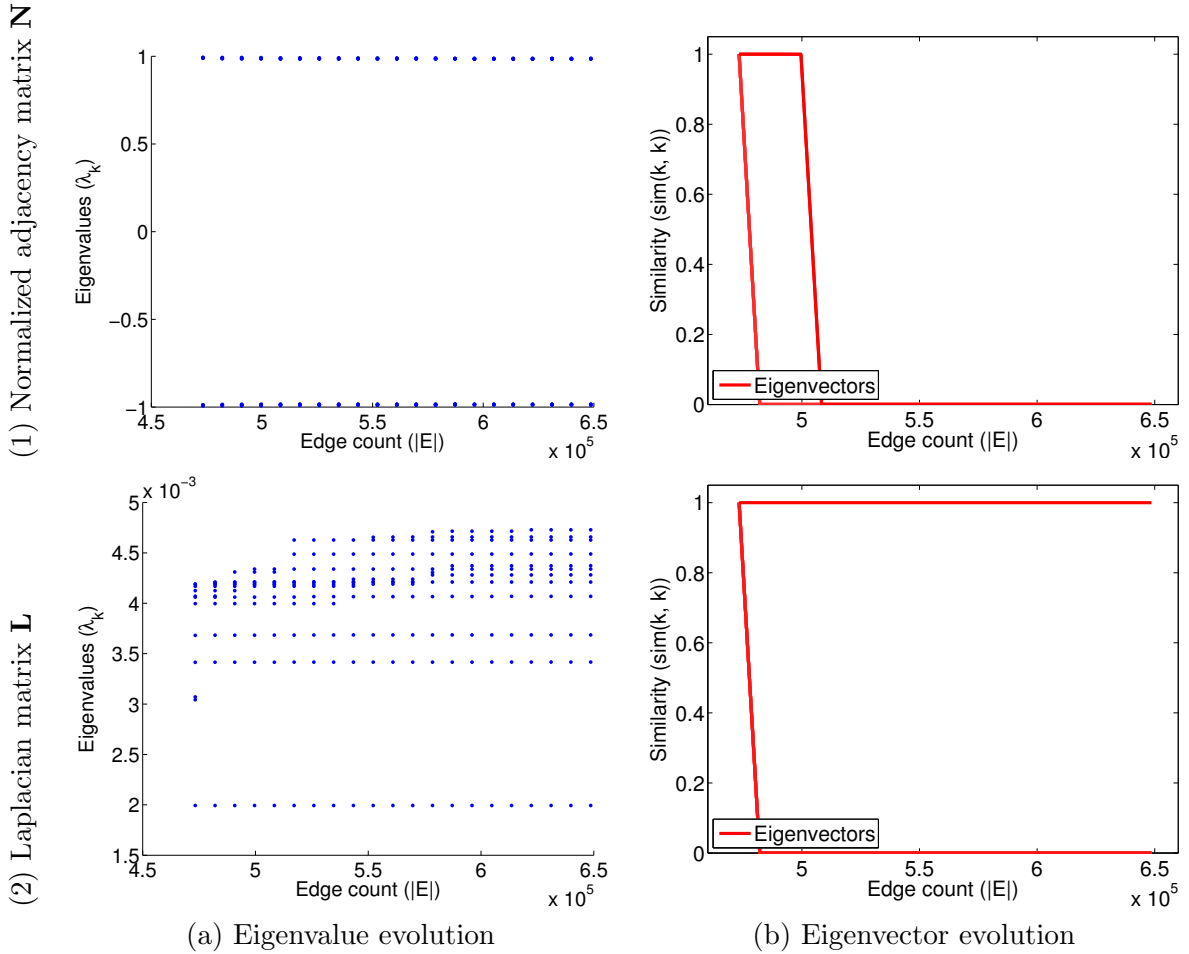 (1) Normalized adjacency matrix N
1
0.5
0
−0.5
−1
Eigenvalues (λk)
4.5
5
5.5
6
6.5
Edge count (|E|)
x 10^5
1
0.8
0.6
0.4
0.2
0
Similarity (sim(k, k))
Eigenvectors
5
5.5
6
6.5
Edge count (|E|)
x 10^5
(2) Laplacian matrix L
x 10^−3
5
4.5
4
3.5
3
2.5
2
1.5
Eigenvalues (λk)
4.5
5
5.5
6
6.5
Edge count (|E|)
x 10^5
1
0.8
0.6
0.4
0.2
0
Similarity (sim(k, k))
Eigenvectors
5
5.5
6
6.5
Edge count (|E|)
x 10^5
(a) Eigenvalue evolution
(b) Eigenvector evolution